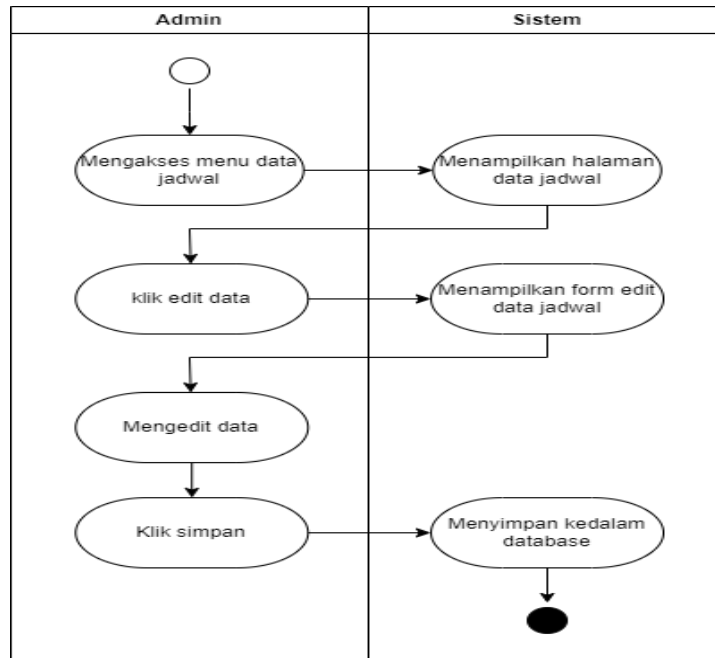 Admin
Sistem
Mengakses menu data
jadwal
Menampilkan halaman
data jadwal
klik edit data
Menampilkan form edit
data jadwal
Mengedit data
Klik simpan
Menyimpan kedalam
database